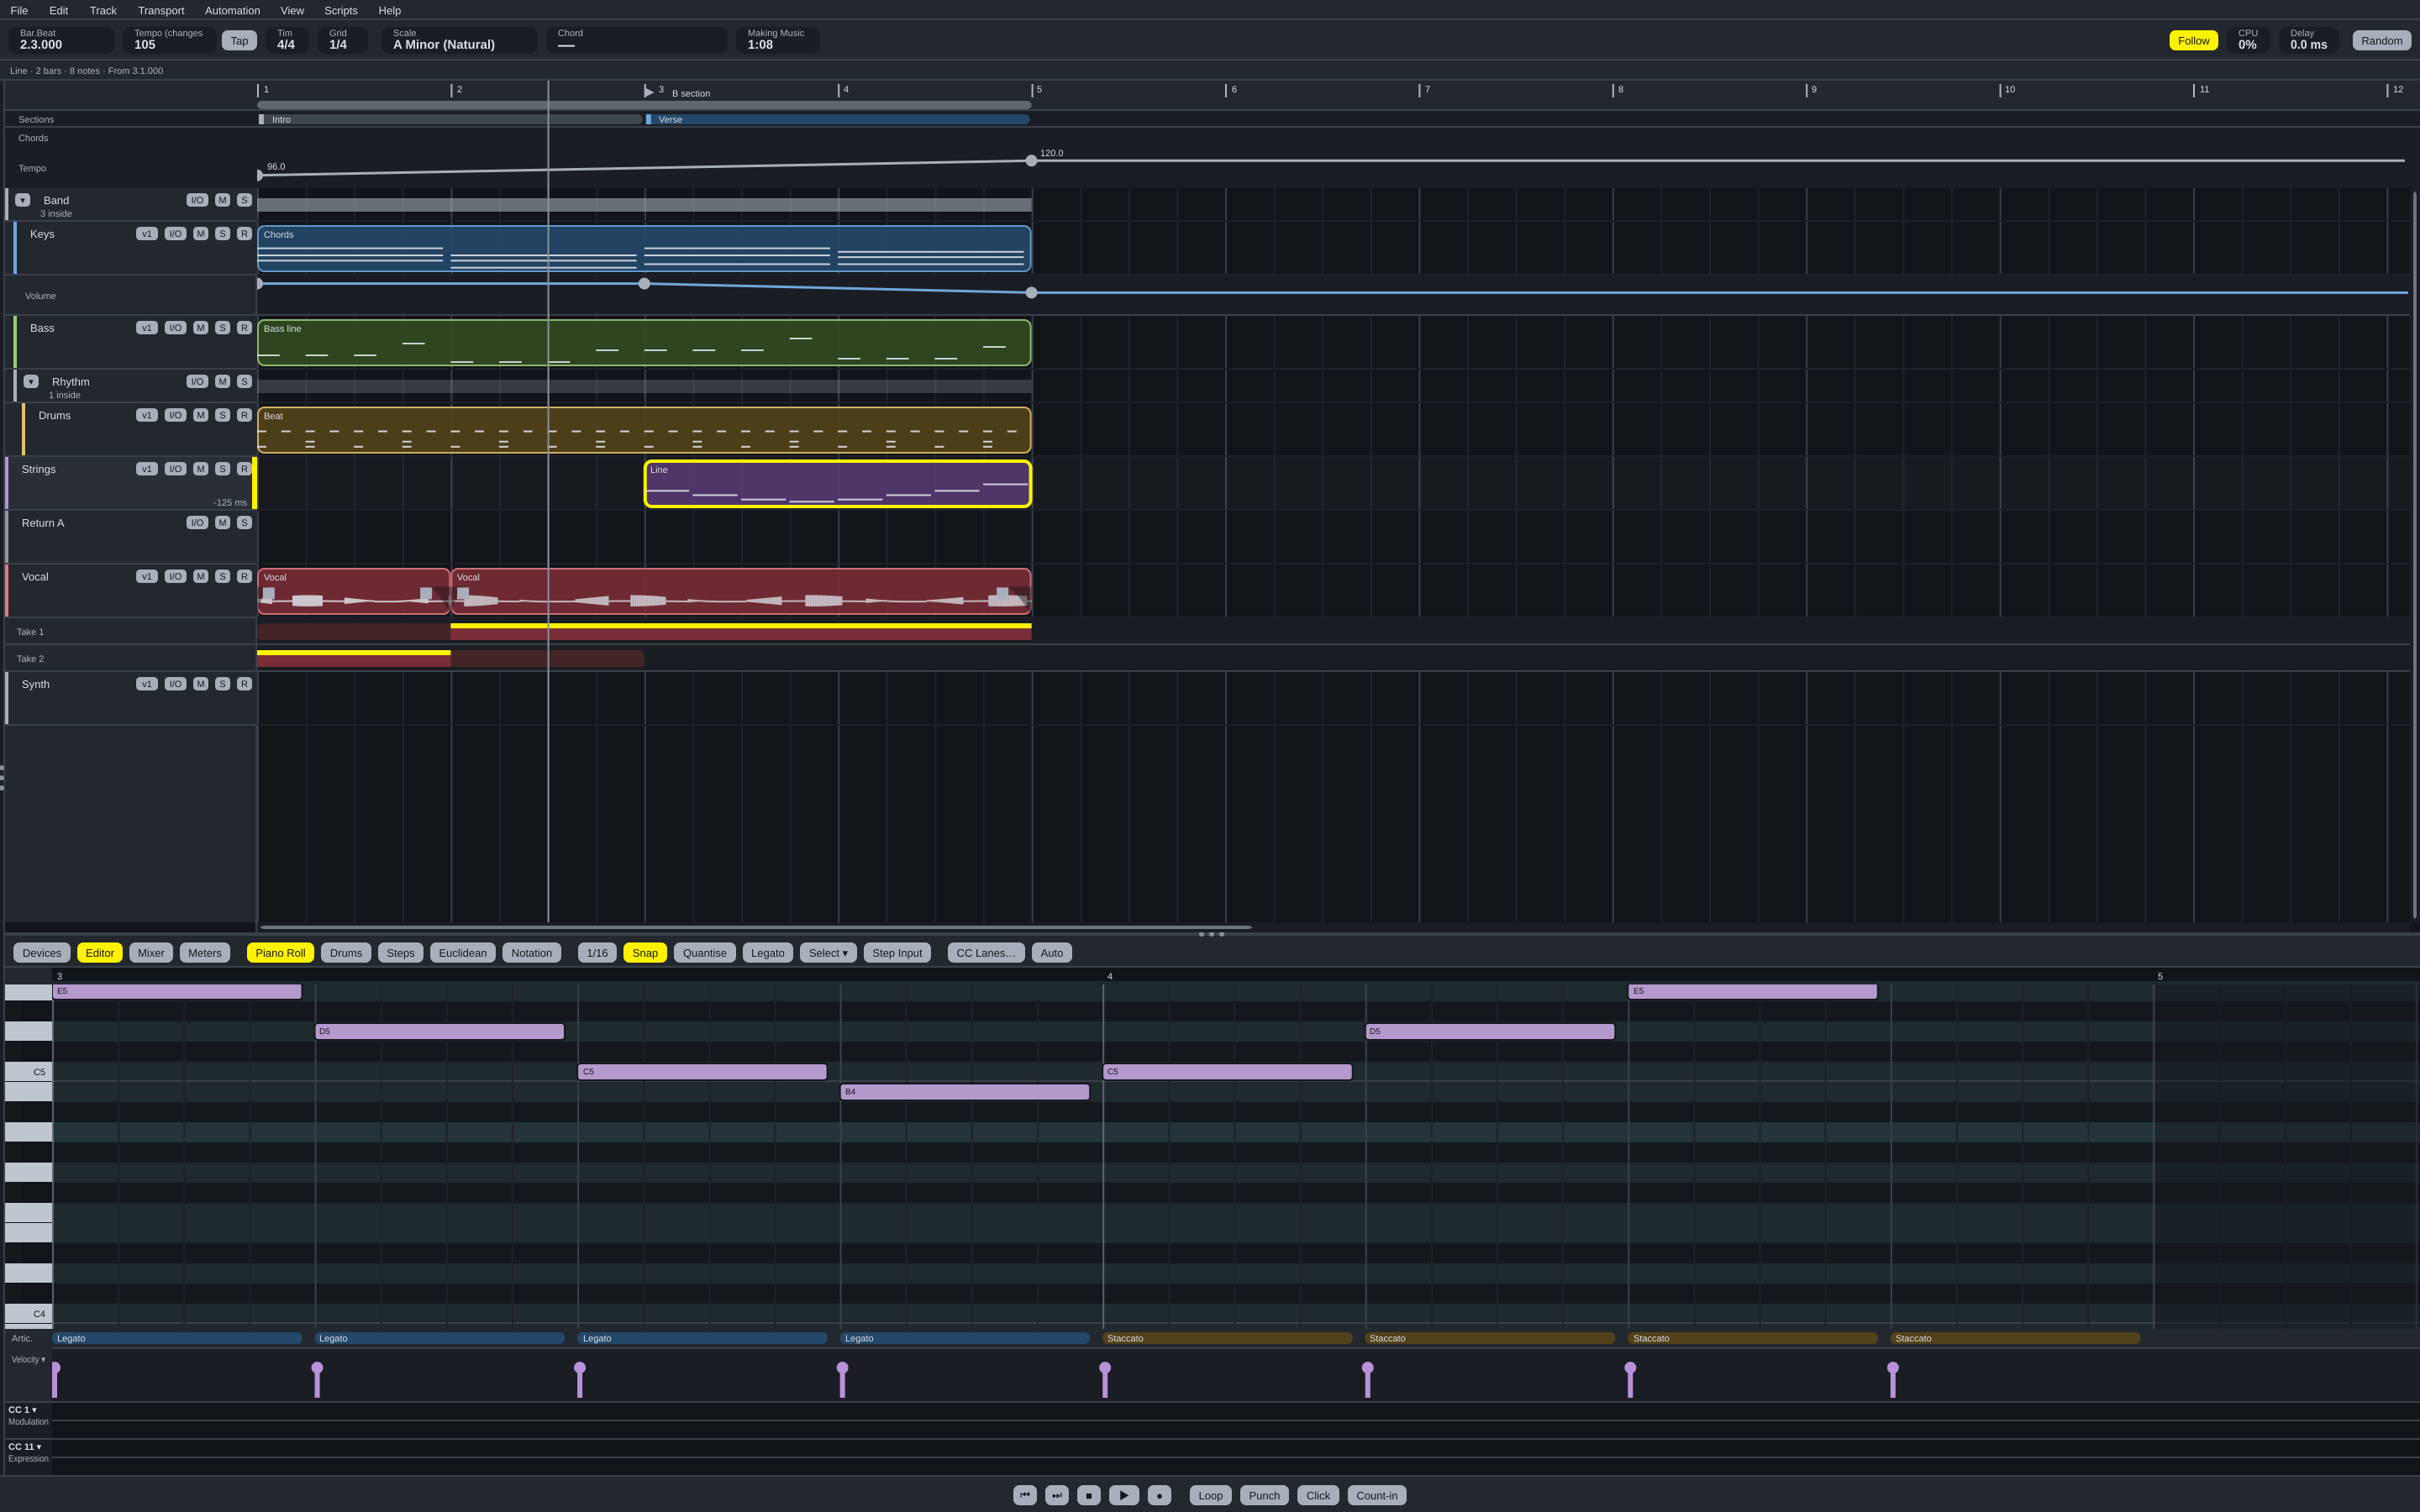 File Edit Track Transport Automation View Scripts Help
Bar.Beat Tempo (changes Tim Grid Scale Chord Making Music CPU Delay
2.3.000 105 Tap 4/4 1/4 A Minor (Natural) — 1:08 Follow 0% 0.0 ms Random
Line · 2 bars · 8 notes · From 3.1.000
1 2 3 B section 4 5 6 7 8 9 10 11 12
Sections Intro Verse
Chords
Tempo 96.0 120.0
▾ Band I/O M S
3 inside
Keys v1 I/O M S R Chords
Volume
Bass v1 I/O M S R Bass line
▾ Rhythm I/O M S
1 inside
Drums v1 I/O M S R Beat
Strings v1 I/O M S R Line
-125 ms
Return A I/O M S
Vocal v1 I/O M S R Vocal Vocal
Take 1
Take 2
Synth v1 I/O M S R
Devices Editor Mixer Meters Piano Roll Drums Steps Euclidean Notation 1/16 Snap Quantise Legato Select ▾ Step Input CC Lanes… Auto
3 4 5
E5 E5
D5 D5
C5 C5 C5
B4
C4
Artic. Legato Legato Legato Legato Staccato Staccato Staccato Staccato
Velocity ▾
CC 1 ▾
Modulation
CC 11 ▾
Expression
Loop Punch Click Count-in